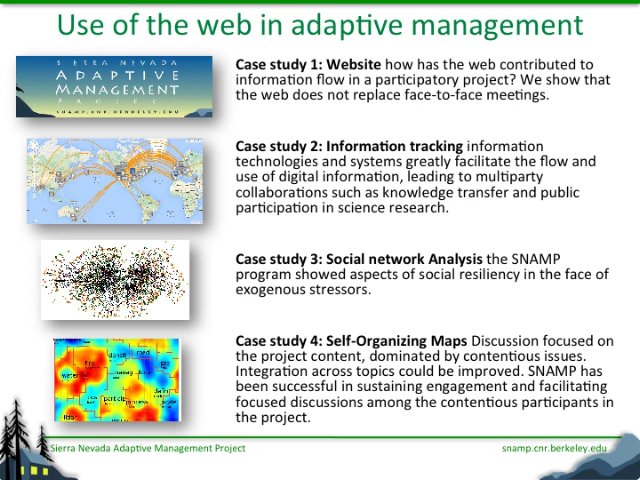 Use of the web in adaptive management
SIERRA NEVADA
ADAPTIVE
MANAGEMENT
PROJECT
SNAMP.CNR.BERKELEY.EDU
Case study 1: Website how has the web contributed to
information flow in a participatory project? We show that
the web does not replace face-to-face meetings.
Case study 2: Information tracking information
technologies and systems greatly facilitate the flow and
use of digital information, leading to multiparty
collaborations such as knowledge transfer and public
participation in science research.
Case study 3: Social network Analysis the SNAMP
program showed aspects of social resiliency in the face of
exogenous stressors.
Case study 4: Self-Organizing Maps Discussion focused on
the project content, dominated by contentious issues.
Integration across topics could be improved. SNAMP has
been successful in sustaining engagement and facilitating
focused discussions among the contentious participants in
the project.
road
fire
water
particip
Sierra Nevada Adaptive Management Project
snamp.cnr.berkeley.edu